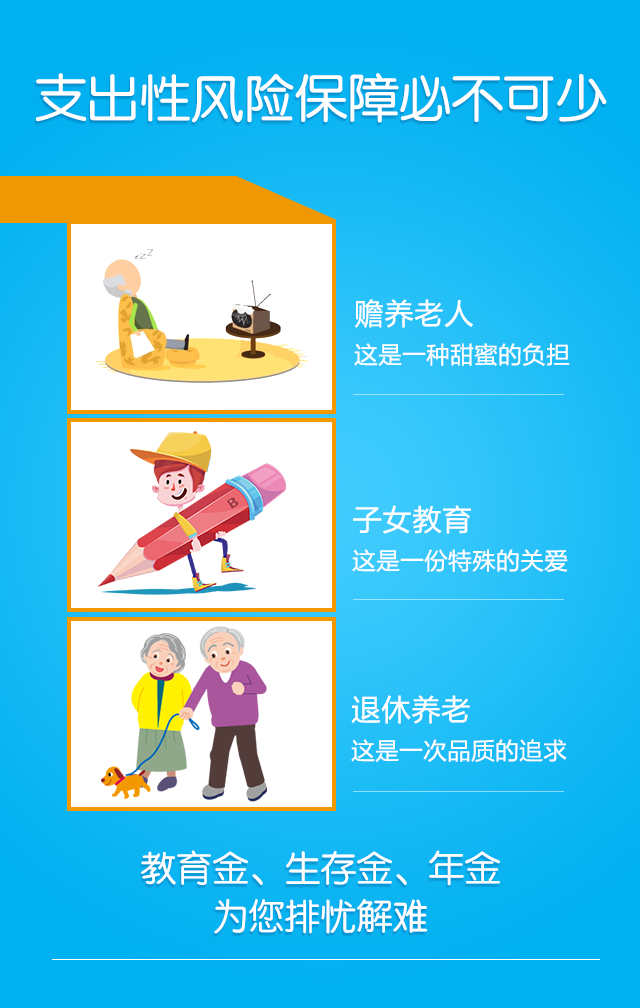 支出性风险保障必不可少
zZZ
赡养老人
这是一种甜蜜的负担
B
子女教育
这是一份特殊的关爱
退休养老
这是一次品质的追求
教育金、生存金、年金
为您排忧解难